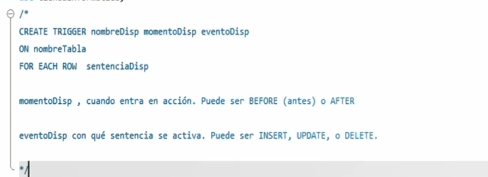 /*
CREATE TRIGGER nombreDisp momentoDisp eventoDisp
ON nombreTabla
FOR EACH ROW  sentenciaDisp
momentoDisp , cuando entra en acción. Puede ser BEFORE (antes) o AFTER
eventoDisp con qué sentencia se activa. Puede ser INSERT, UPDATE, o DELETE.
*/